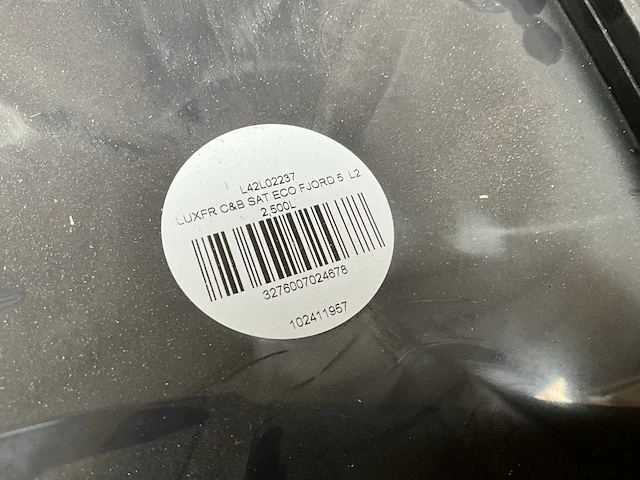 L42L02237
LUXFR C&B SAT ECO FJORD 5 L2
2,500L
3276007024678
102411957